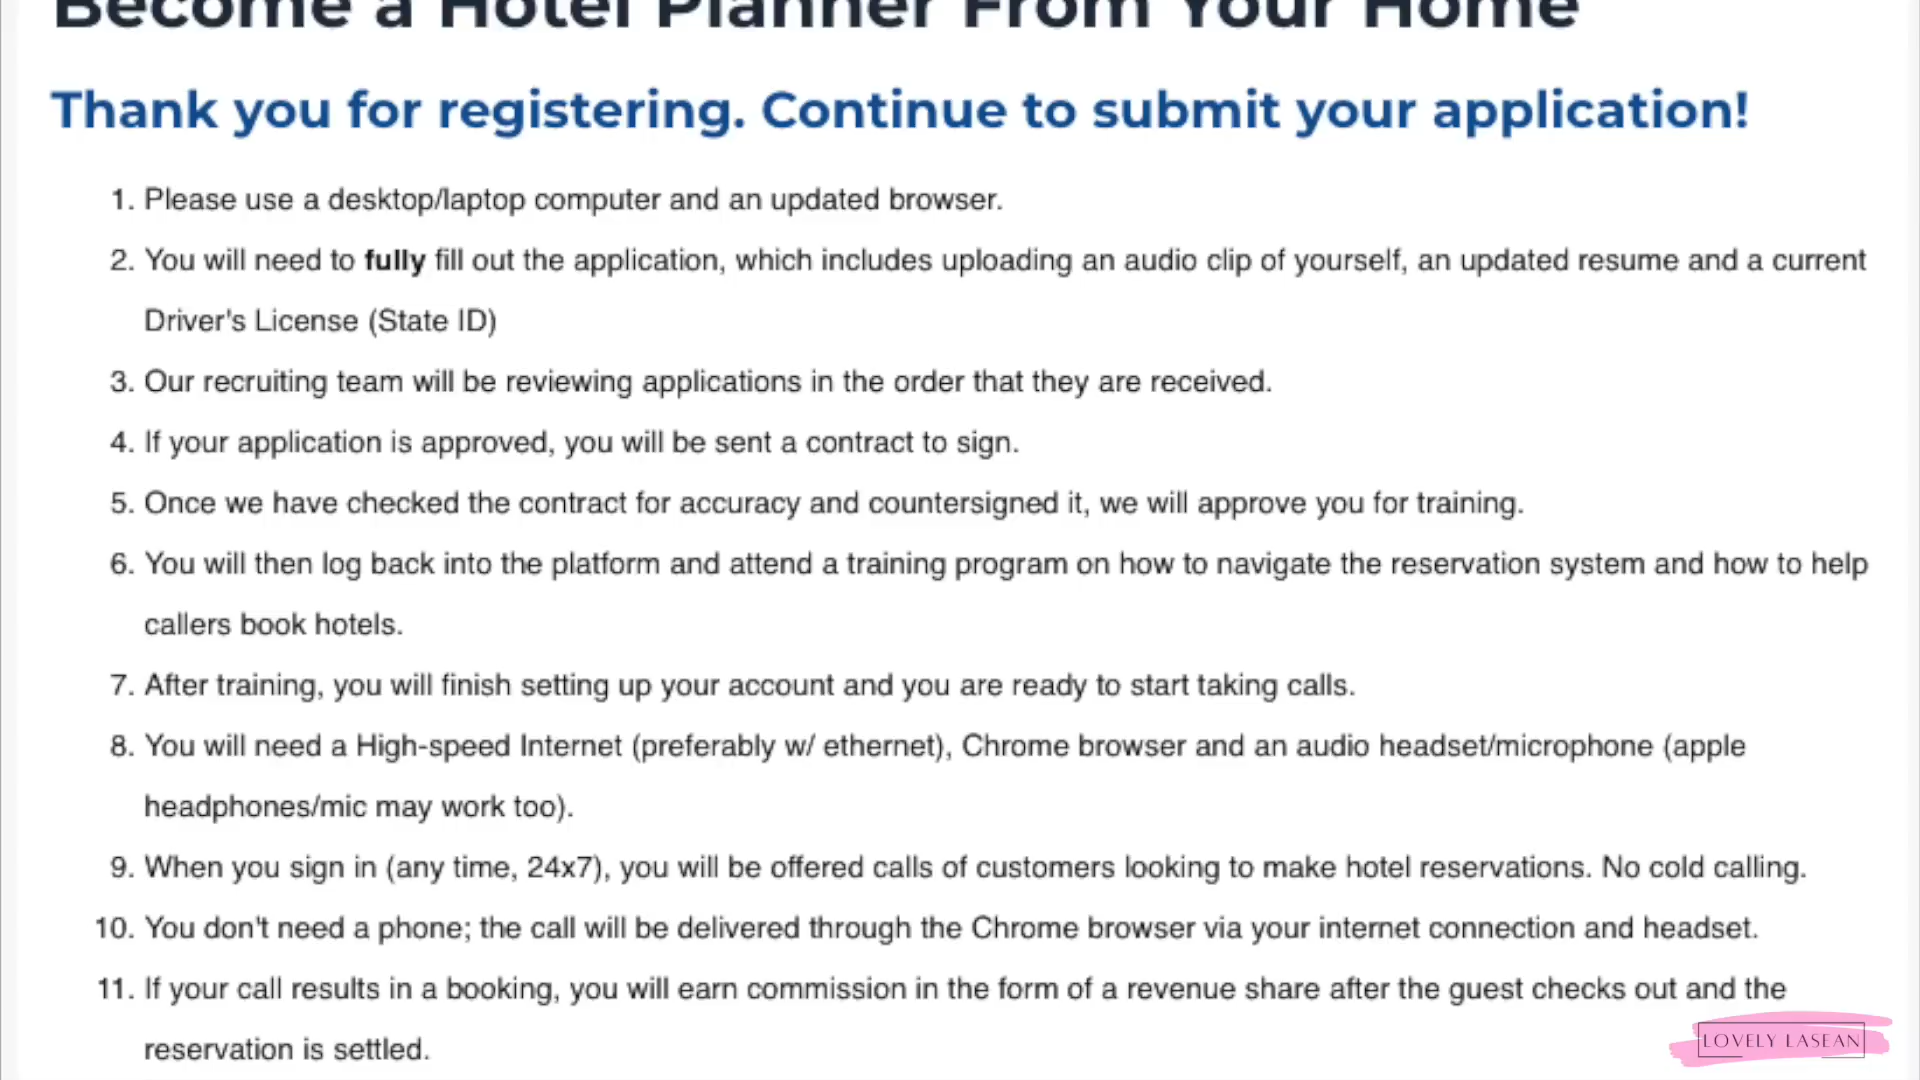 Become a Hotel Planner From Your Home
Thank you for registering. Continue to submit your application!
1. Please use a desktop/laptop computer and an updated browser.
2. You will need to fully fill out the application, which includes uploading an audio clip of yourself, an updated resume and a current
Driver's License (State ID)
3. Our recruiting team will be reviewing applications in the order that they are received.
4. If your application is approved, you will be sent a contract to sign.
5. Once we have checked the contract for accuracy and countersigned it, we will approve you for training.
6. You will then log back into the platform and attend a training program on how to navigate the reservation system and how to help
callers book hotels.
7. After training, you will finish setting up your account and you are ready to start taking calls.
8. You will need a High-speed Internet (preferably w/ ethernet), Chrome browser and an audio headset/microphone (apple
headphones/mic may work too).
9. When you sign in (any time, 24x7), you will be offered calls of customers looking to make hotel reservations. No cold calling.
10. You don't need a phone; the call will be delivered through the Chrome browser via your internet connection and headset.
11. If your call results in a booking, you will earn commission in the form of a revenue share after the guest checks out and the
reservation is settled.
LOVELY LASEAN